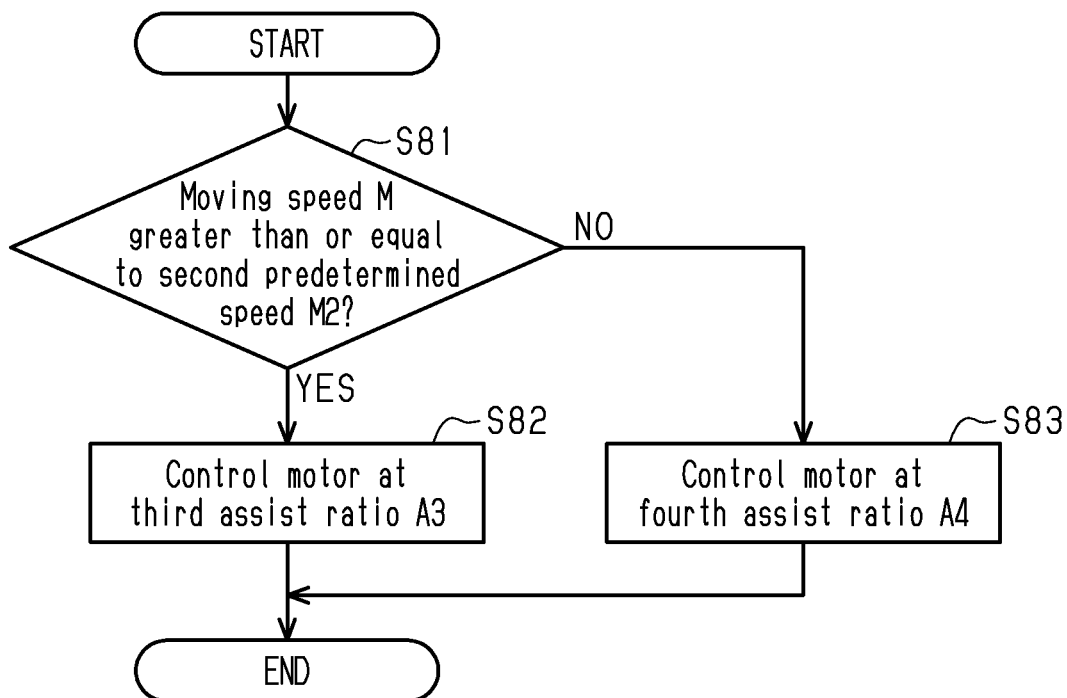 START
S81
Moving speed M
greater than or equal
to second predetermined
speed M2?
NO
YES
S82
Control motor at
third assist ratio A3
S83
Control motor at
fourth assist ratio A4
END